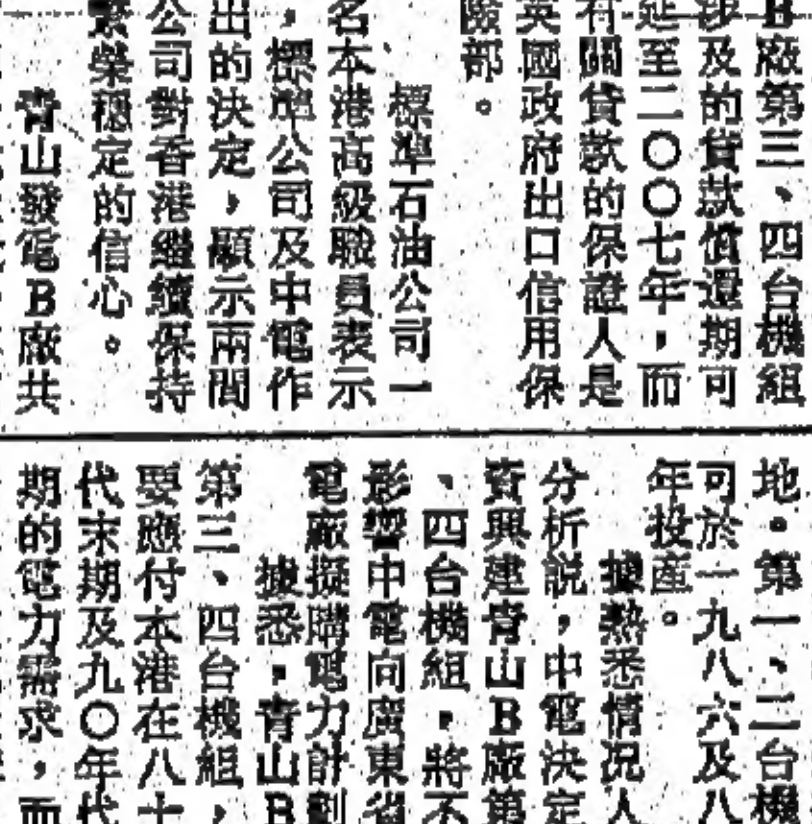 B廠第三、四台機組
涉及的貸款償還期可
延至二〇〇七年，而
有關貸款的保證人是
英國政府出口信用保
險部。
標準石油公司一
名本港高級職員表示
，標準公司及中電作
出的決定，顯示兩間
公司對香港繼續保持
繁榮穩定的信心。
青山發電B廠共
地。第一、二台機
可於一九八六及八
年投產。
據熟悉情況人
分析説，中電決定
資興建青山B廠第
、四台機組，將不
影響中電向廣東省
電廠擬購電力計劃
據悉，青山B
第三、四台機組，
要應付本港在八十
代末期及九〇年代
期的電力需求，而